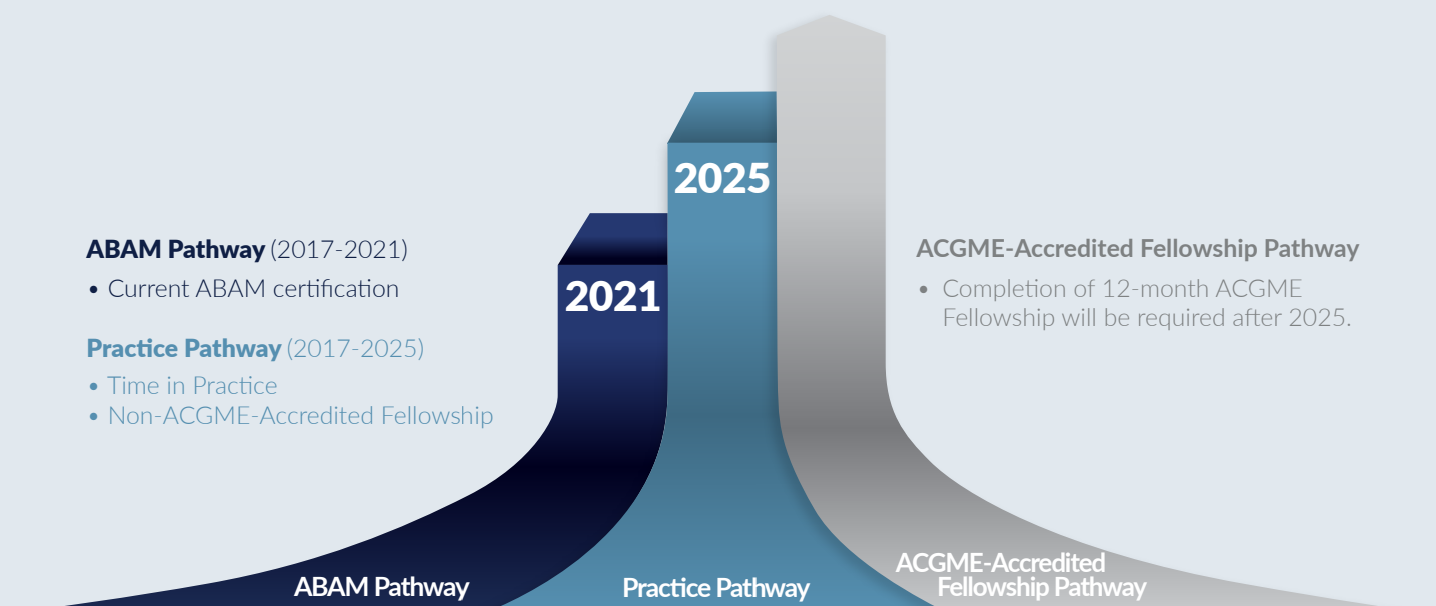 2025
2021
ABAM Pathway (2017-2021)
• Current ABAM certification
Practice Pathway (2017-2025)
• Time in Practice
• Non-ACGME-Accredited Fellowship
ACGME-Accredited Fellowship Pathway
• Completion of 12-month ACGME
Fellowship will be required after 2025.
ABAM Pathway
Practice Pathway
ACGME-Accredited
Fellowship Pathway